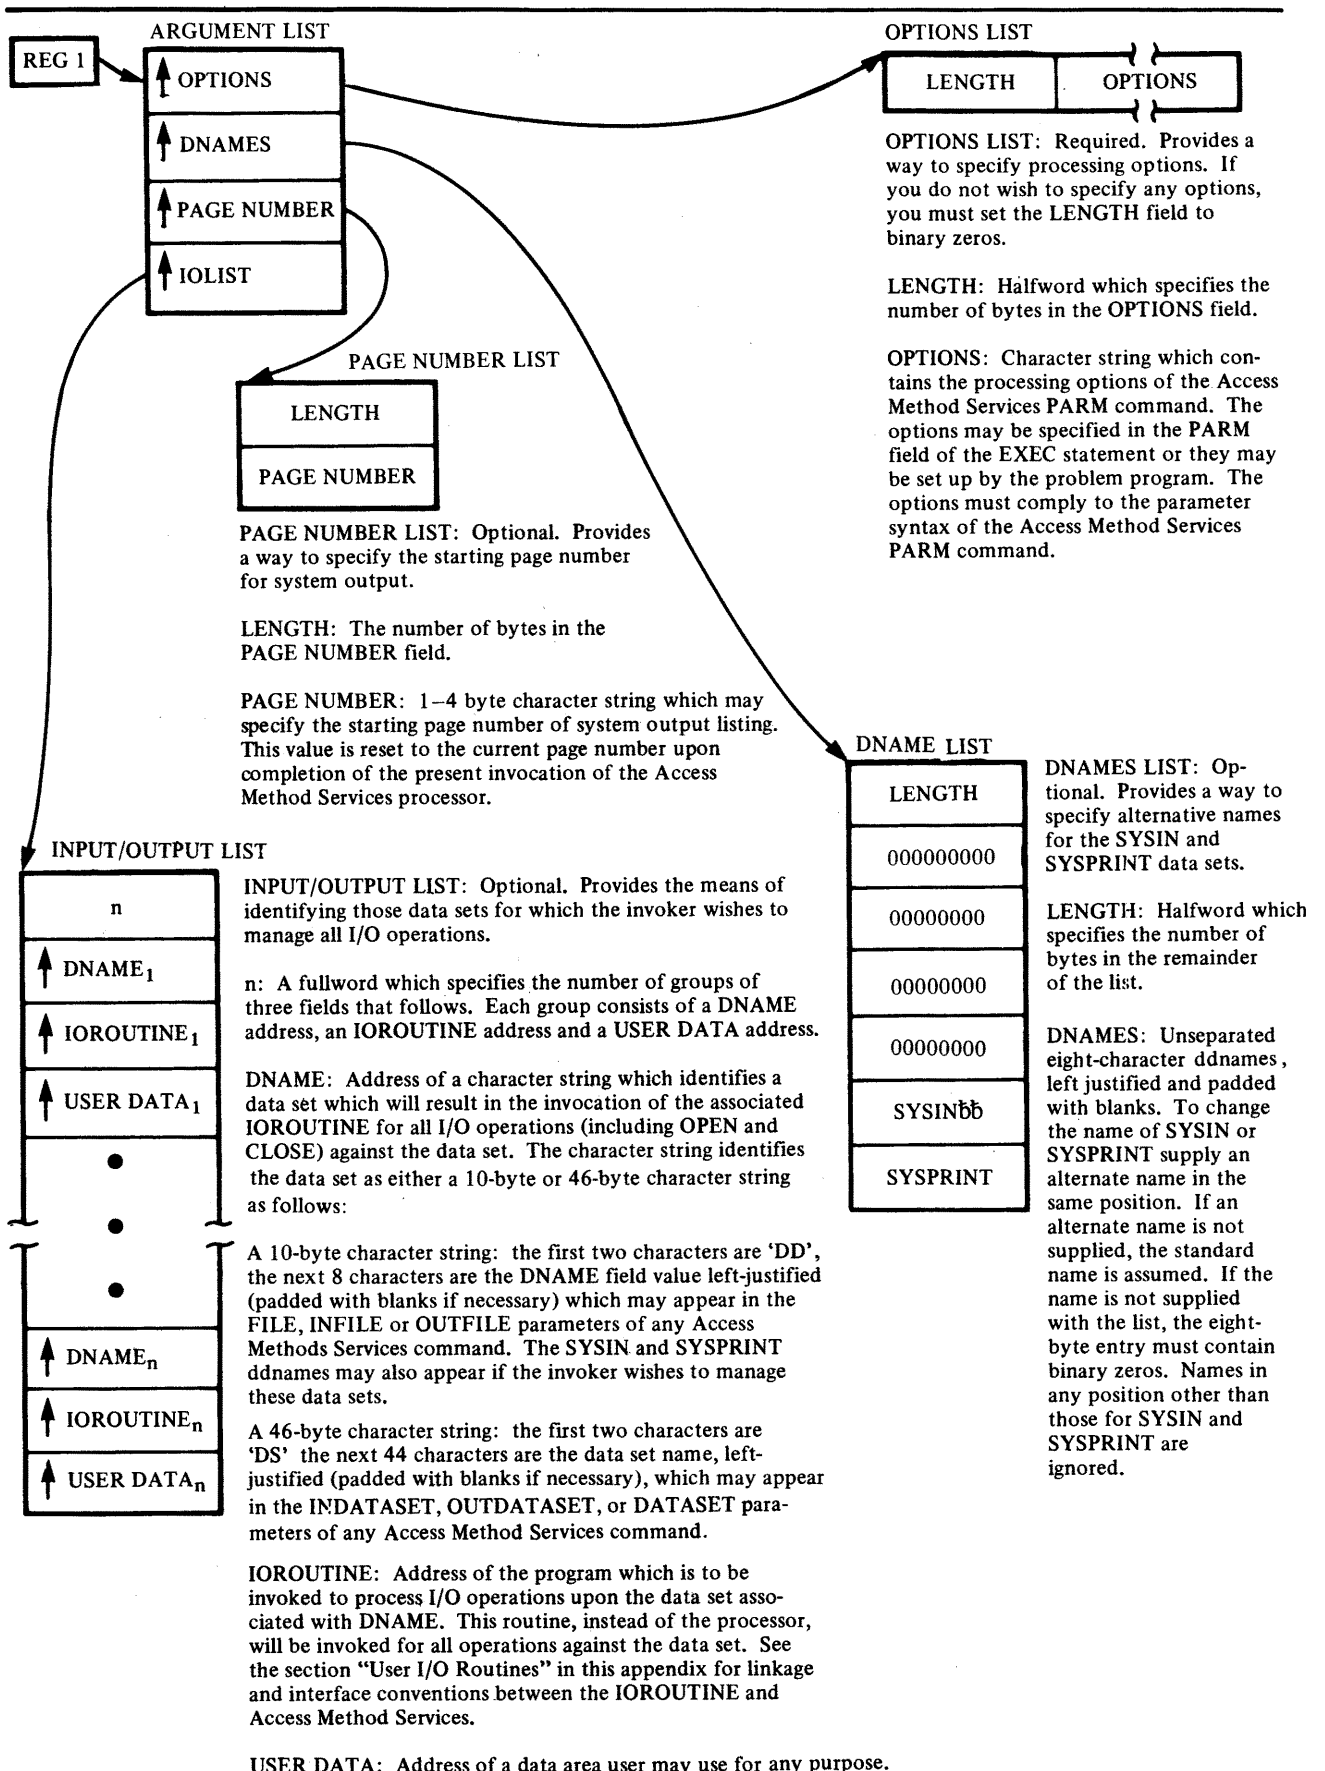 ARGUMENT LIST
REG 1
OPTIONS
DNAMES
PAGE NUMBER
IOLIST
OPTIONS LIST
LENGTH
OPTIONS
OPTIONS LIST: Required. Provides a
way to specify processing options. If
you do not wish to specify any options,
you must set the LENGTH field to
binary zeros.
LENGTH: Halfword which specifies the
number of bytes in the OPTIONS field.
OPTIONS: Character string which con-
tains the processing options of the Access
Method Services PARM command. The
options may be specified in the PARM
field of the EXEC statement or they may
be set up by the problem program. The
options must comply to the parameter
syntax of the Access Method Services
PARM command.
PAGE NUMBER LIST
LENGTH
PAGE NUMBER
PAGE NUMBER LIST: Optional. Provides
a way to specify the starting page number
for system output.
LENGTH: The number of bytes in the
PAGE NUMBER field.
PAGE NUMBER: 1–4 byte character string which may
specify the starting page number of system output listing.
This value is reset to the current page number upon
completion of the present invocation of the Access
Method Services processor.
DNAME LIST
LENGTH
000000000
00000000
00000000
00000000
SYSINƀƀ
SYSPRINT
DNAMES LIST: Op-
tional. Provides a way to
specify alternative names
for the SYSIN and
SYSPRINT data sets.
LENGTH: Halfword which
specifies the number of
bytes in the remainder
of the list.
DNAMES: Unseparated
eight-character ddnames,
left justified and padded
with blanks. To change
the name of SYSIN or
SYSPRINT supply an
alternate name in the
same position. If an
alternate name is not
supplied, the standard
name is assumed. If the
name is not supplied
with the list, the eight-
byte entry must contain
binary zeros. Names in
any position other than
those for SYSIN and
SYSPRINT are
ignored.
INPUT/OUTPUT LIST
n
DNAME1
IOROUTINE1
USER DATA1
DNAMEn
IOROUTINEn
USER DATAn
INPUT/OUTPUT LIST: Optional. Provides the means of
identifying those data sets for which the invoker wishes to
manage all I/O operations.
n: A fullword which specifies the number of groups of
three fields that follows. Each group consists of a DNAME
address, an IOROUTINE address and a USER DATA address.
DNAME: Address of a character string which identifies a
data set which will result in the invocation of the associated
IOROUTINE for all I/O operations (including OPEN and
CLOSE) against the data set. The character string identifies
the data set as either a 10-byte or 46-byte character string
as follows:
A 10-byte character string: the first two characters are ‘DD’,
the next 8 characters are the DNAME field value left-justified
(padded with blanks if necessary) which may appear in the
FILE, INFILE or OUTFILE parameters of any Access
Methods Services command. The SYSIN and SYSPRINT
ddnames may also appear if the invoker wishes to manage
these data sets.
A 46-byte character string: the first two characters are
‘DS’ the next 44 characters are the data set name, left-
justified (padded with blanks if necessary), which may appear
in the INDATASET, OUTDATASET, or DATASET para-
meters of any Access Method Services command.
IOROUTINE: Address of the program which is to be
invoked to process I/O operations upon the data set asso-
ciated with DNAME. This routine, instead of the processor,
will be invoked for all operations against the data set. See
the section “User I/O Routines” in this appendix for linkage
and interface conventions between the IOROUTINE and
Access Method Services.
USER DATA: Address of a data area user may use for any purpose.